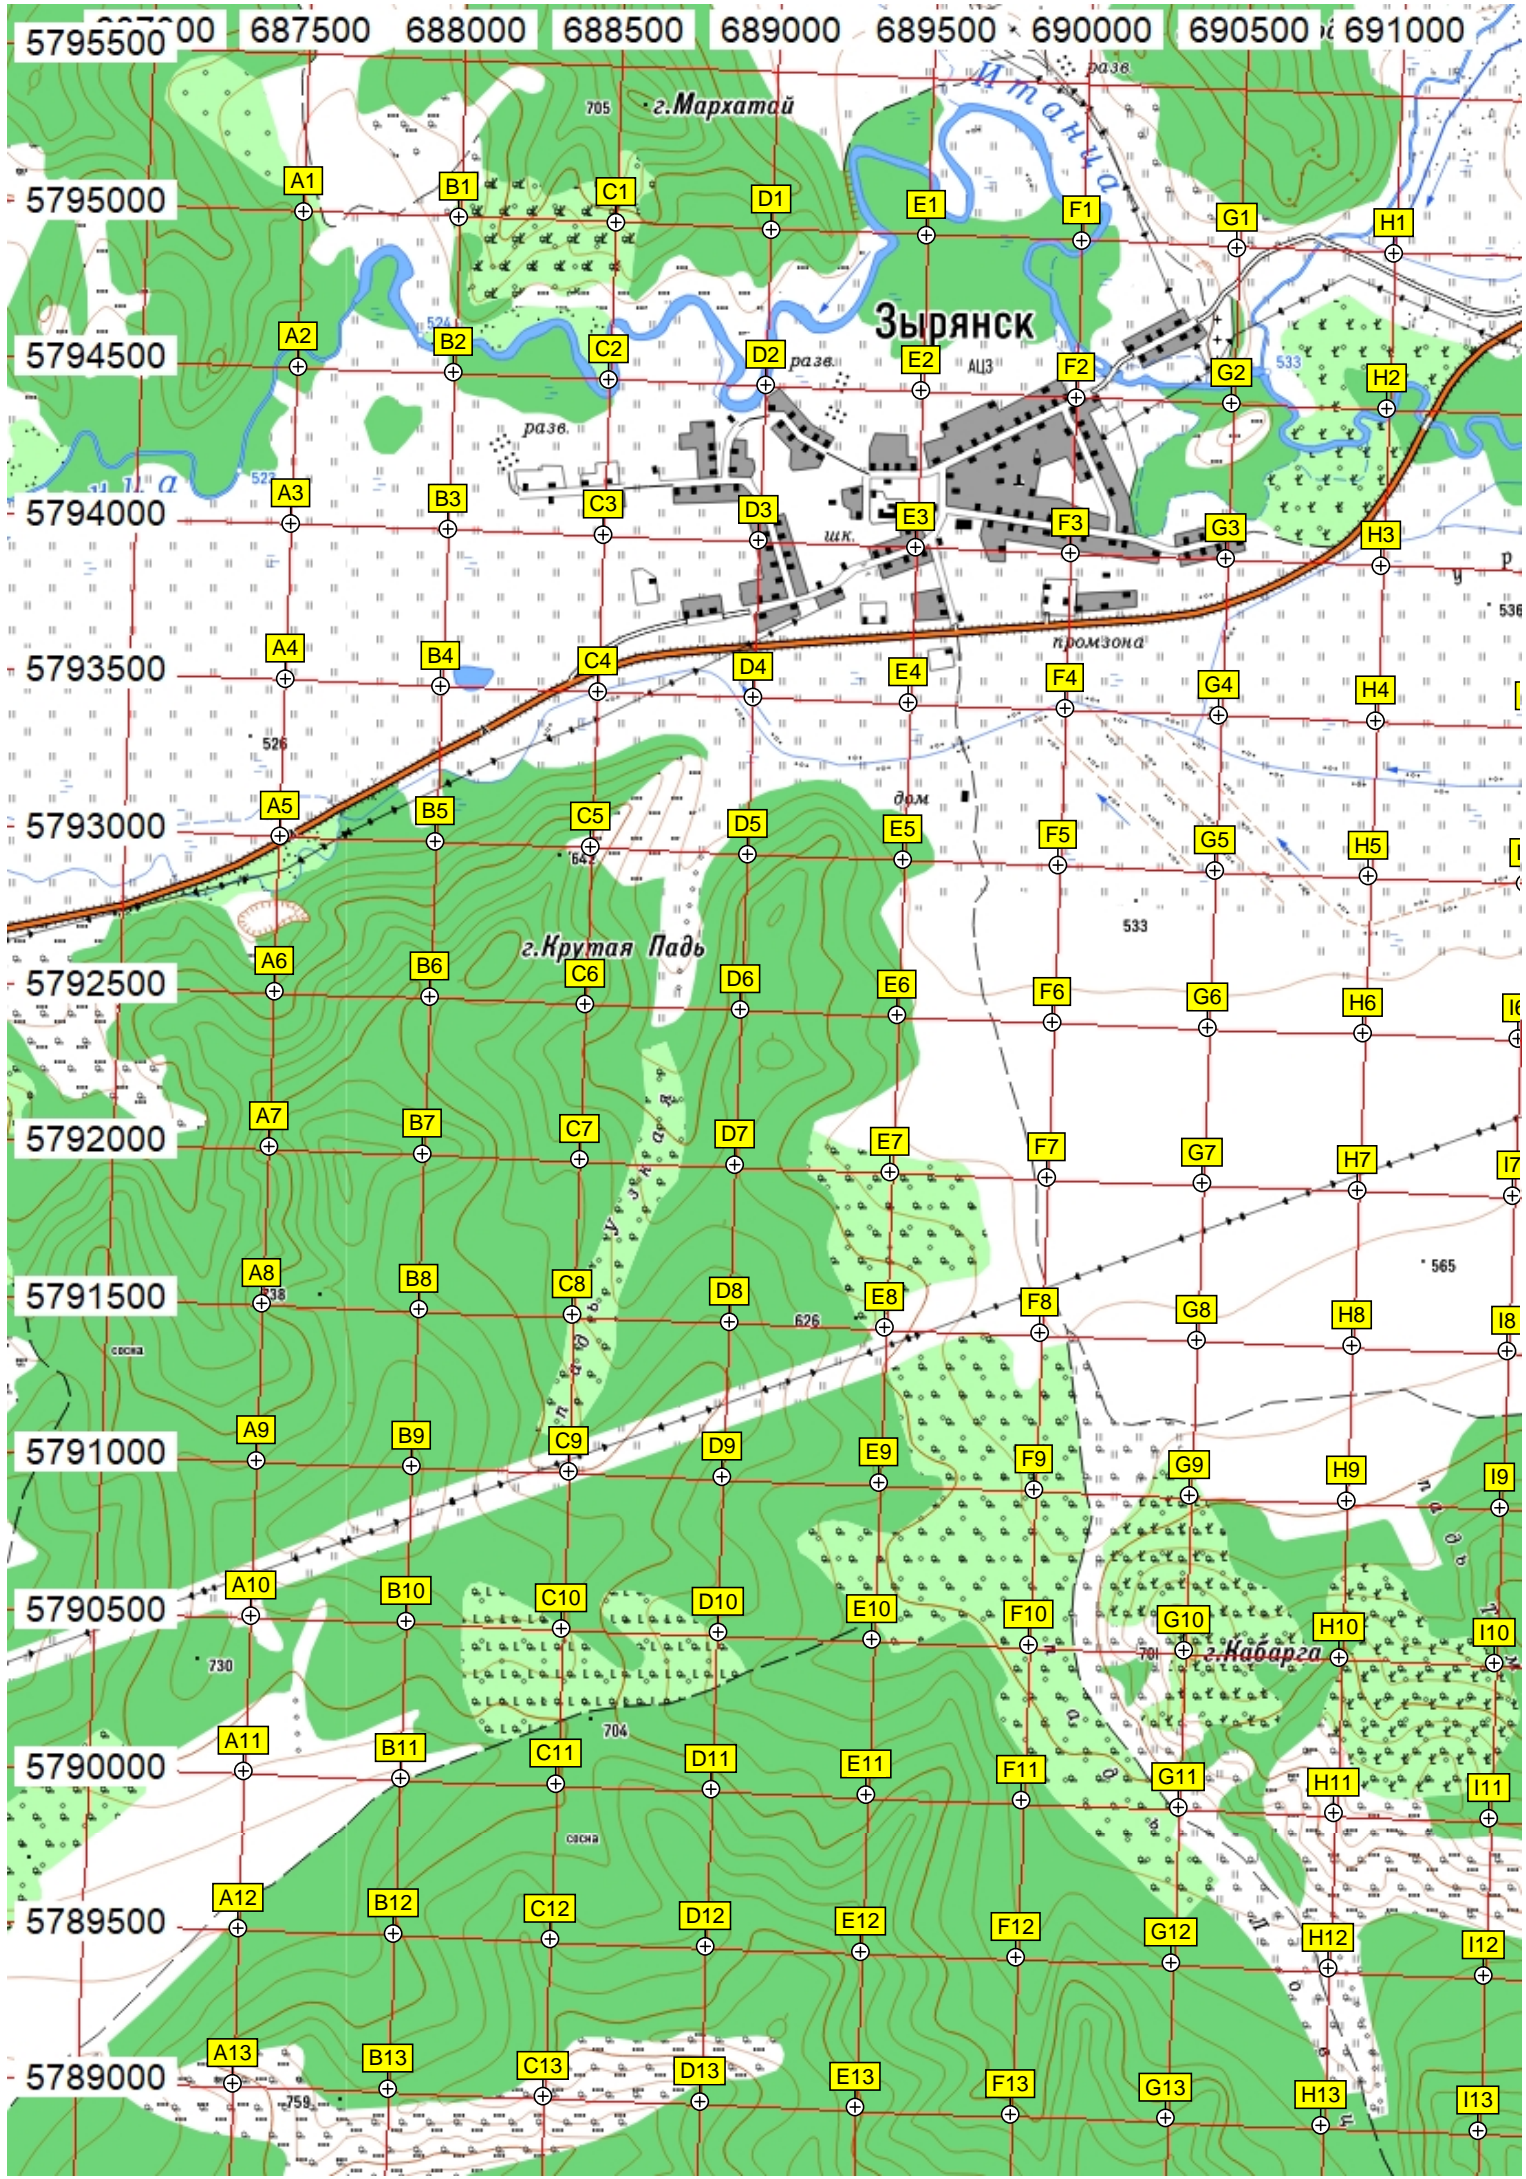 687500 688000 688500 689000 689500 690000 690500 691000
5795500
разв.
г.Мархатай
705
Итанца
5795000
A1 B1 C1 D1 E1 F1 G1 H1
524
Зырянск
533
5794500
A2 B2 C2 D2 E2 F2 G2 H2
разв.
АЦЗ
разв.
523
5794000
A3 B3 C3 D3 E3 F3 G3 H3
шк.
у р
536
промзона
5793500
A4 B4 C4 D4 E4 F4 G4 H4
526
дом
5793000
A5 B5 C5 D5 E5 F5 G5 H5
642
533
г.Крутая Падь
5792500
A6 B6 C6 D6 E6 F6 G6 H6 I6
5792000
A7 B7 C7 D7 E7 F7 G7 H7 I7
падь Узкая
565
5791500
A8 B8 C8 D8 E8 F8 G8 H8 I8
738
626
сосна
5791000
A9 B9 C9 D9 E9 F9 G9 H9 I9
падь
5790500
A10 B10 C10 D10 E10 F10 G10 H10 I10
730
701
г.Кабарга
704
5790000
A11 B11 C11 D11 E11 F11 G11 H11 I11
падь
сосна
5789500
A12 B12 C12 D12 E12 F12 G12 H12 I12
5789000
A13 B13 C13 D13 E13 F13 G13 H13 I13
759